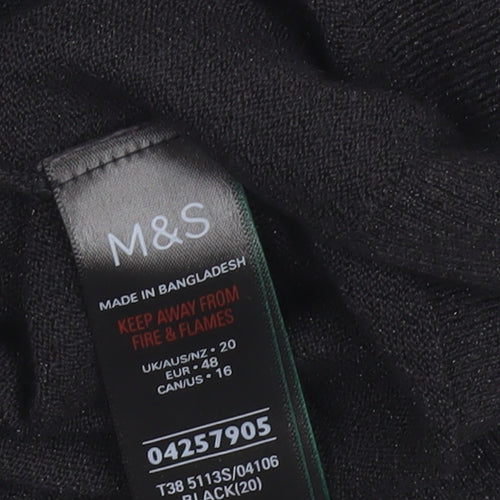 M&S
MADE IN BANGLADESH
KEEP AWAY FROM
FIRE & FLAMES
UK/AUS/NZ • 20
EUR • 48
CAN/US • 16
04257905
T38 5113S/04106
BLACK(20)